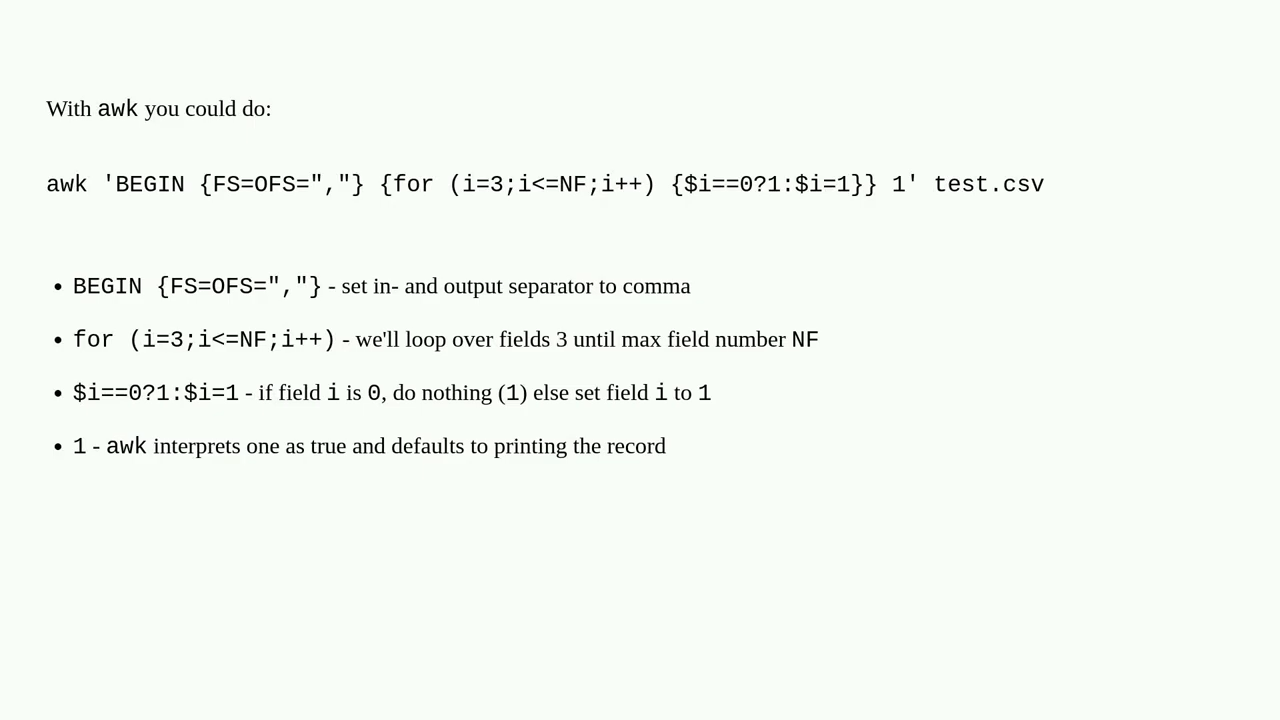 With awk you could do:
awk 'BEGIN {FS=OFS=","} {for (i=3;i<=NF;i++) {$i==0?1:$i=1}} 1' test.csv
• BEGIN {FS=OFS=","} - set in- and output separator to comma
• for (i=3;i<=NF;i++) - we'll loop over fields 3 until max field number NF
• $i==0?1:$i=1 - if field i is 0, do nothing (1) else set field i to 1
• 1 - awk interprets one as true and defaults to printing the record